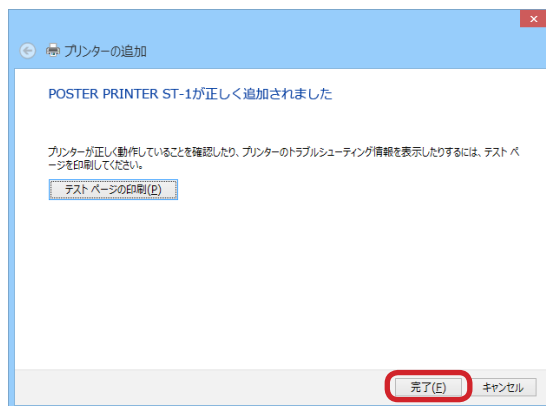 プリンターの追加
POSTER PRINTER ST-1が正しく追加されました
プリンターが正しく動作していることを確認したり、プリンターのトラブルシューティング情報を表示したりするには、テスト ペ
ージを印刷してください。
テスト ページの印刷(P)
完了(F) キャンセル